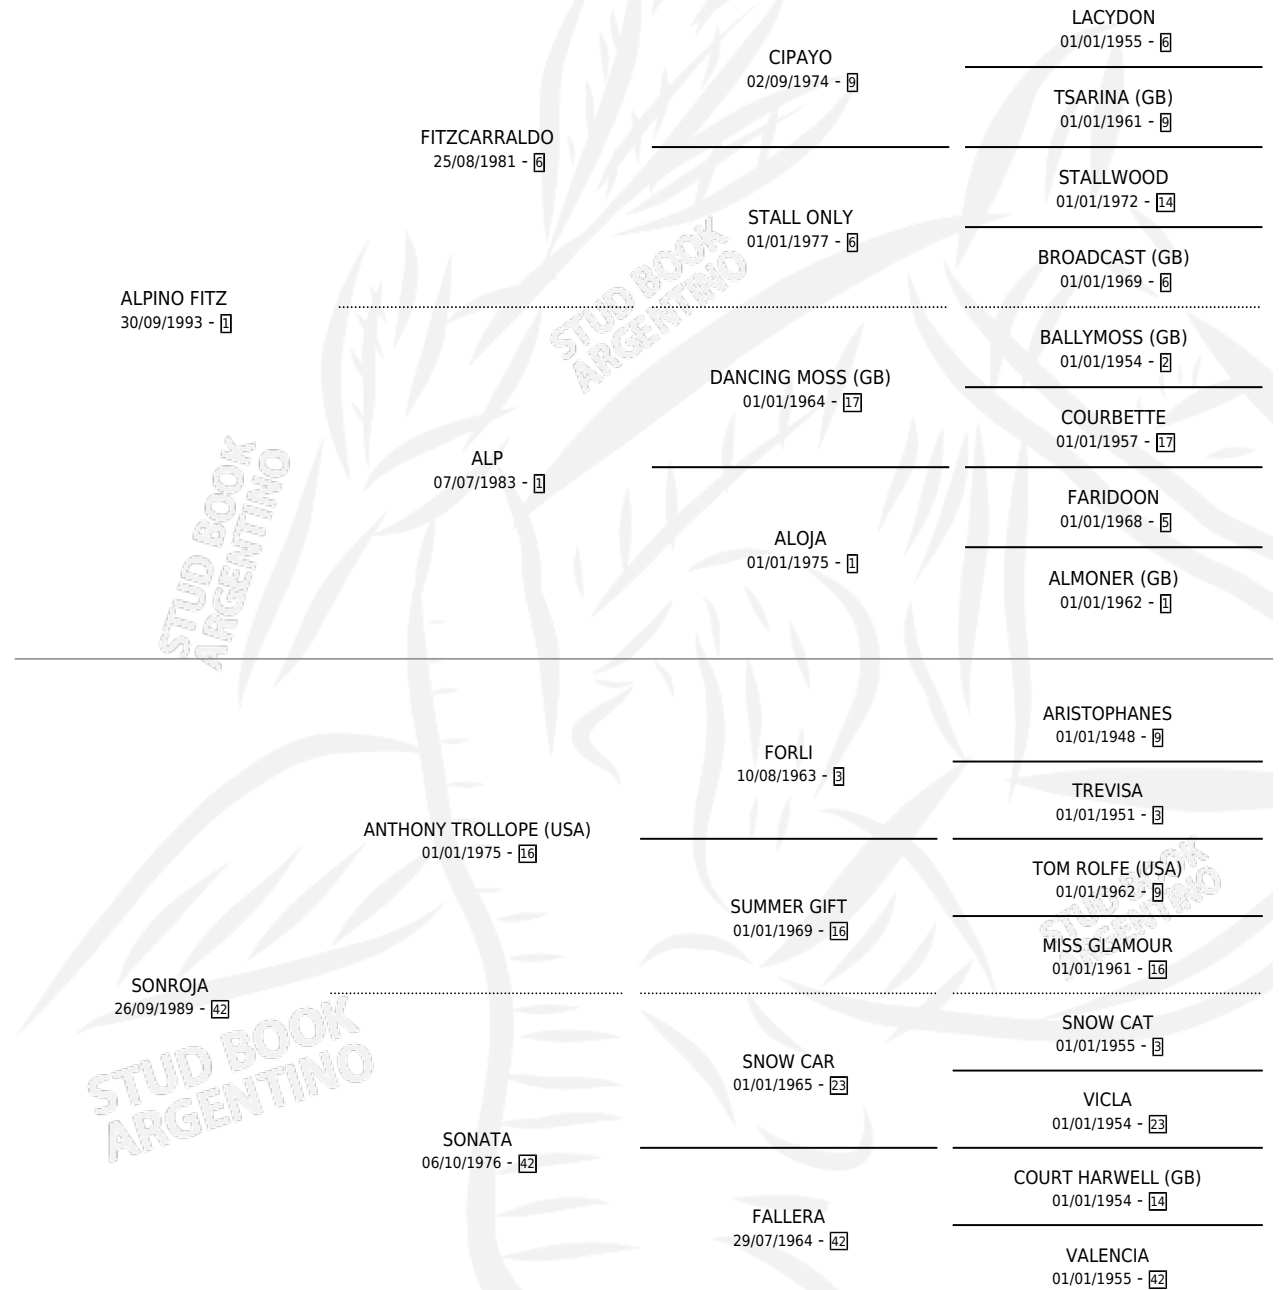 LACYDON
01/01/1955 - 6
CIPAYO
02/09/1974 - 9
TSARINA (GB)
01/01/1961 - 9
FITZCARRALDO
25/08/1981 - 6
STALLWOOD
01/01/1972 - 14
STALL ONLY
01/01/1977 - 6
BROADCAST (GB)
01/01/1969 - 6
ALPINO FITZ
30/09/1993 - 1
STUD BOOK
ARGENTINO
BALLYMOSS (GB)
01/01/1954 - 2
DANCING MOSS (GB)
01/01/1964 - 17
COURBETTE
01/01/1957 - 17
ALP
07/07/1983 - 1
FARIDOON
01/01/1968 - 5
ALOJA
01/01/1975 - 1
ALMONER (GB)
01/01/1962 - 1
STUD BOOK
ARGENTINO
ARISTOPHANES
01/01/1948 - 9
FORLI
10/08/1963 - 3
TREVISA
01/01/1951 - 3
ANTHONY TROLLOPE (USA)
01/01/1975 - 16
TOM ROLFE (USA)
01/01/1962 - 9
SUMMER GIFT
01/01/1969 - 16
MISS GLAMOUR
01/01/1961 - 16
STUD BOOK
ARGENTINO
SONROJA
26/09/1989 - 42
SNOW CAT
01/01/1955 - 3
SNOW CAR
01/01/1965 - 23
VICLA
01/01/1954 - 23
STUD BOOK
ARGENTINO
SONATA
06/10/1976 - 42
COURT HARWELL (GB)
01/01/1954 - 14
FALLERA
29/07/1964 - 42
VALENCIA
01/01/1955 - 42